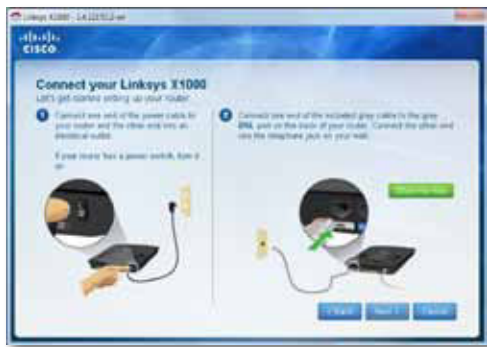 CISCO
Connect your Linksys X1000
Let's get started setting up your router.
1 Connect one end of the power cable to
your router and the other end into an
electrical outlet.
If your router has a power switch, turn it
on.
2 Connect one end of the included gray cable to the gray
DSL port on the back of your router. Connect the other end
into the telephone jack on your wall.
Next
Cancel